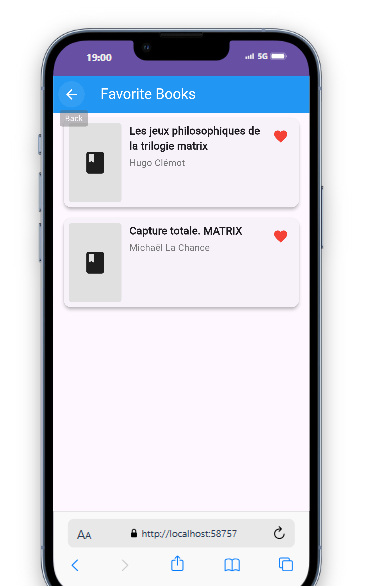 19:00
5G
Favorite Books
Back
Les jeux philosophiques de
la trilogie matrix
Hugo Clémot
Capture totale. MATRIX
Michaël La Chance
AA
http://localhost:58757